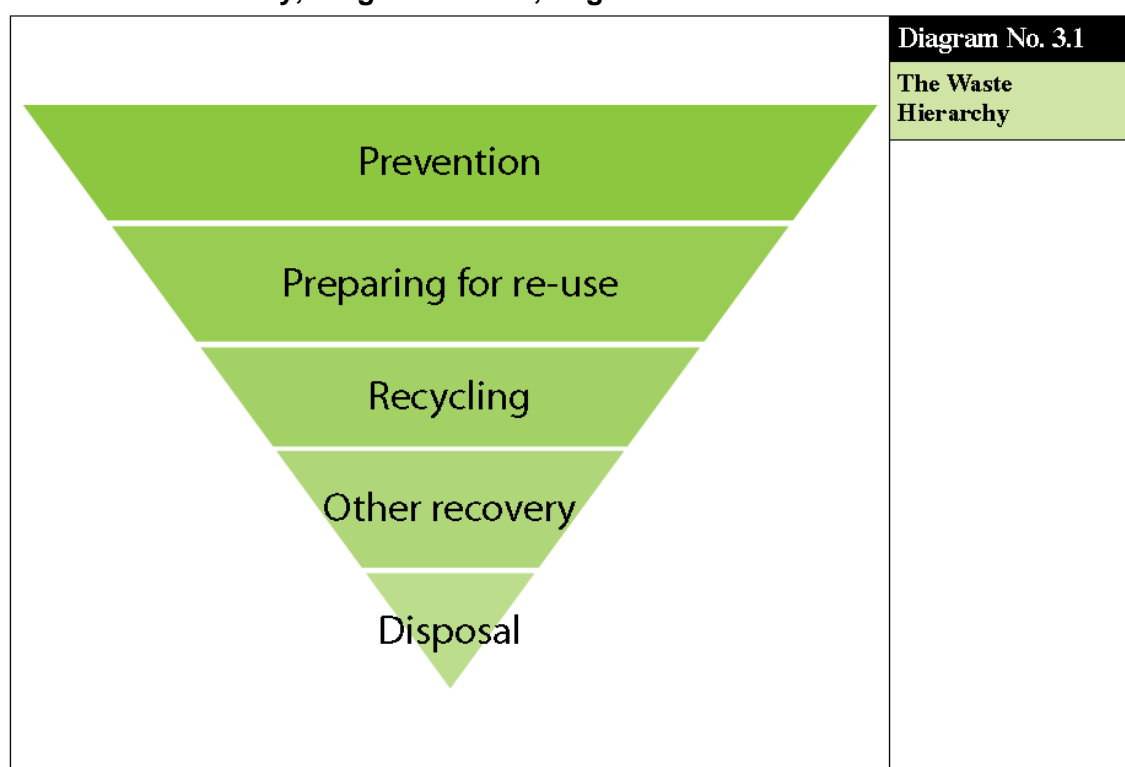 Diagram No. 3.1
The Waste
Hierarchy
Prevention
Preparing for re-use
Recycling
Other recovery
Disposal